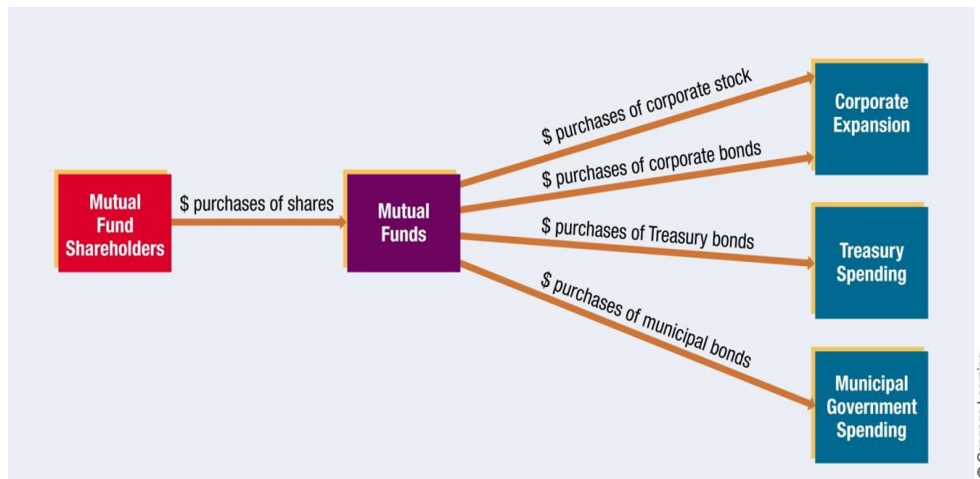 Mutual
Fund
Shareholders
$ purchases of shares
Mutual
Funds
$ purchases of corporate stock
$ purchases of corporate bonds
$ purchases of Treasury bonds
$ purchases of municipal bonds
Corporate
Expansion
Treasury
Spending
Municipal
Government
Spending